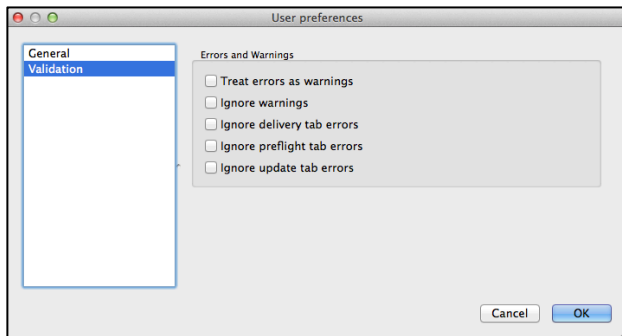 User preferences
General
Validation
Errors and Warnings
Treat errors as warnings
Ignore warnings
Ignore delivery tab errors
Ignore preflight tab errors
Ignore update tab errors
Cancel
OK